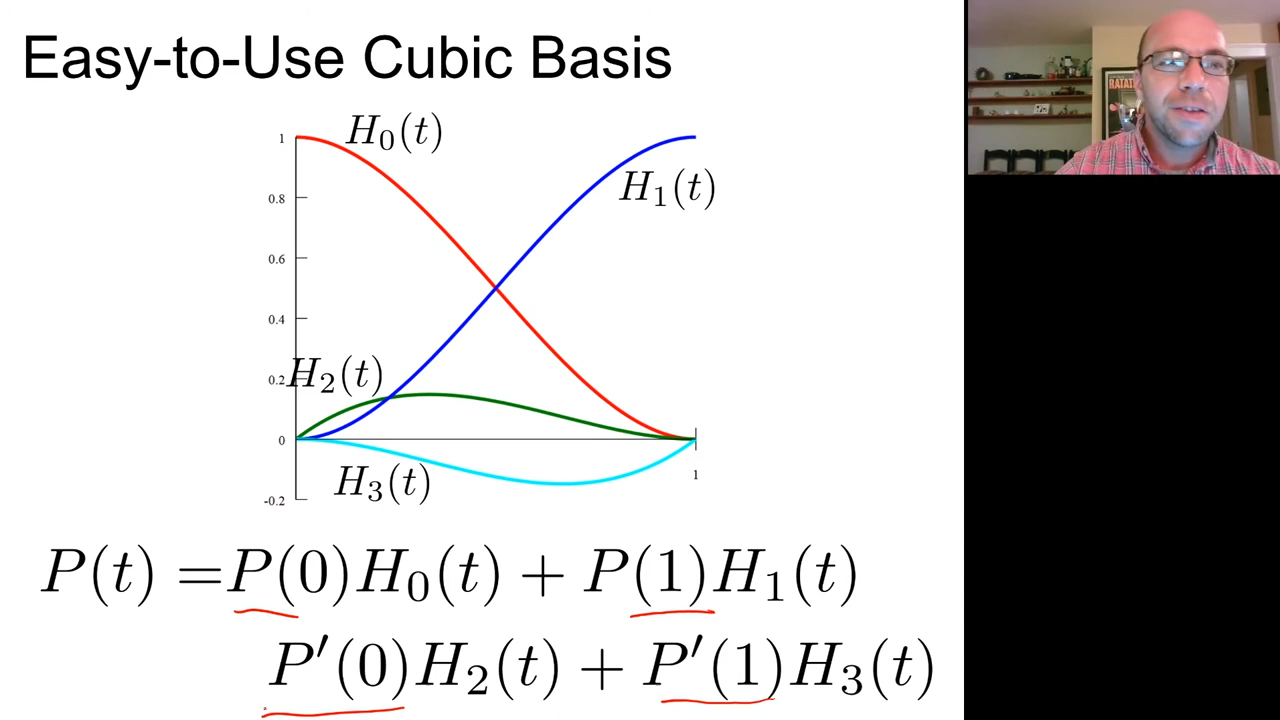 Easy-to-Use Cubic Basis
H₀(t)
1
H₁(t)
0.8
0.6
0.4
H₂(t)
0.2
0
H₃(t)
1
-0.2
P(t) = P(0)H₀(t) + P(1)H₁(t)
P′(0)H₂(t) + P′(1)H₃(t)
RATAT